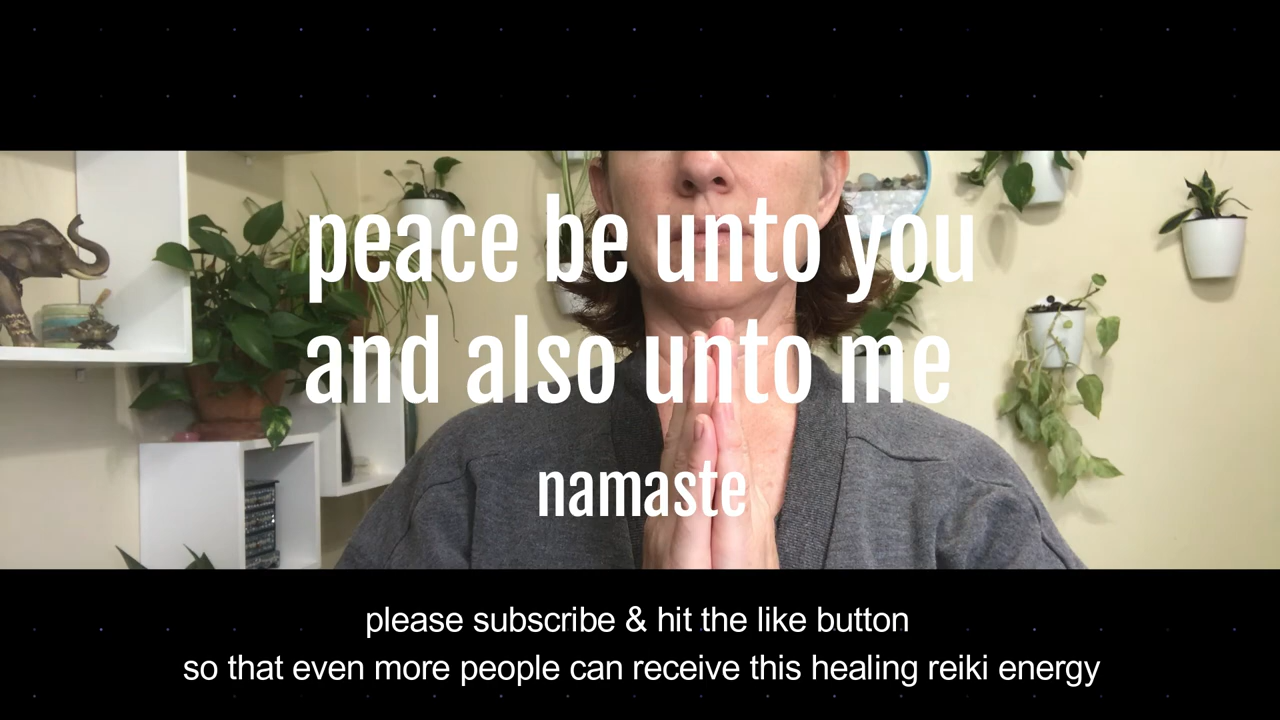 peace be unto you
and also unto me
namaste
please subscribe & hit the like button
so that even more people can receive this healing reiki energy